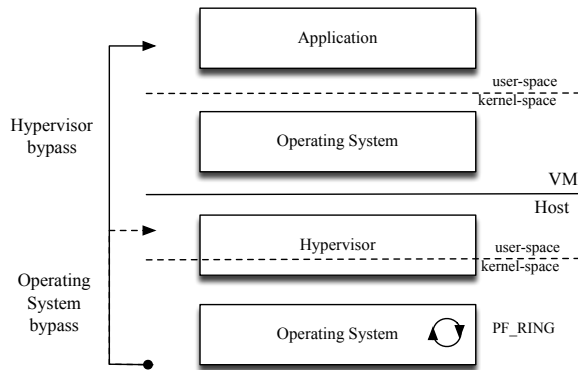 Application
user-space
kernel-space
Hypervisor
bypass
Operating System
VM
Host
Hypervisor
user-space
kernel-space
Operating
System
bypass
Operating System
PF_RING